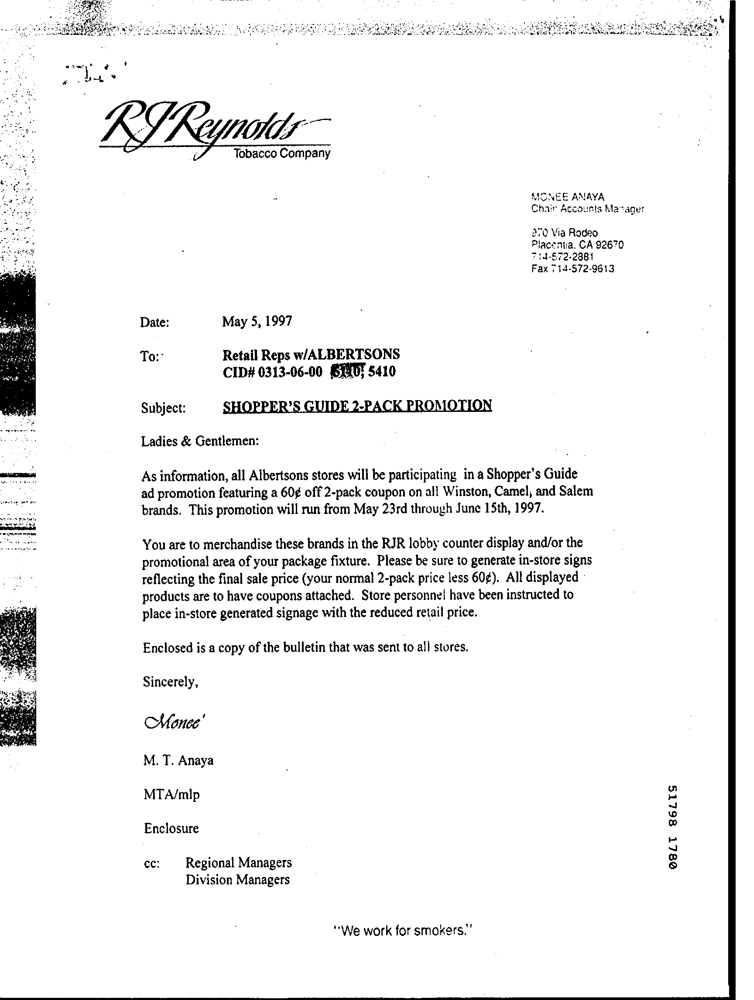 RJReynolds
Tobacco Company
MONEE ANAYA
Chain Accounts Manager
Via Rodeo
Placentia, CA 92670
714-572-2881
Fax 714-572-9613
Date: May 5, 1997
To: Retail Reps w/ALBERTSONS
CID# 0313-06-00 5410
Subject: SHOPPER'S GUIDE 2-PACK PROMOTION
Ladies & Gentlemen:
As information, all Albertsons stores will be participating in a Shopper's Guide
ad promotion featuring a 60¢ off 2-pack coupon on all Winston, Camel, and Salem
brands. This promotion will run from May 23rd through June 15th, 1997.
You are to merchandise these brands in the RJR lobby counter display and/or the
promotional area of your package fixture. Please be sure to generate in-store signs
reflecting the final sale price (your normal 2-pack price less 60¢). All displayed
products are to have coupons attached. Store personnel have been instructed to
place in-store generated signage with the reduced retail price.
Enclosed is a copy of the bulletin that was sent to all stores.
Sincerely,
Monee'
M. T. Anaya
MTA/mlp
Enclosure
cc: Regional Managers
Division Managers
51798 1780
"We work for smokers."